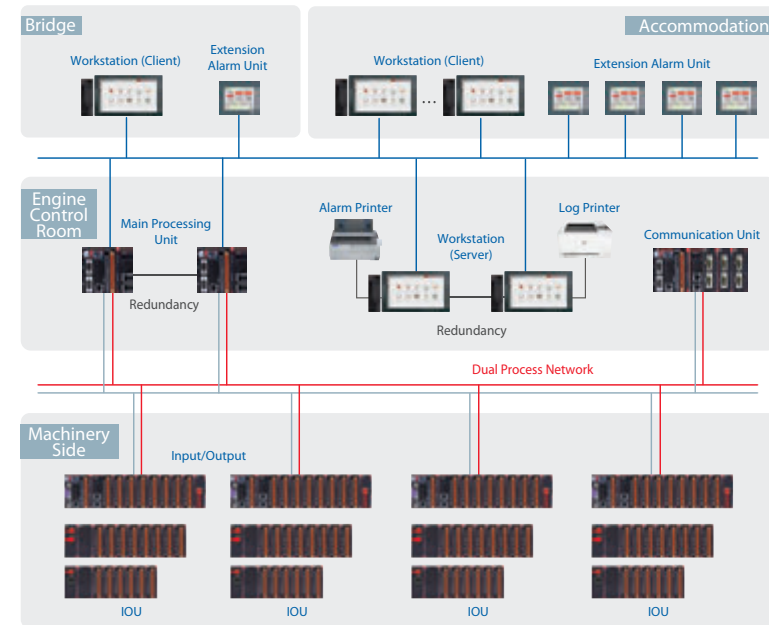 Bridge
Accommodation
Workstation (Client)
Extension
Alarm Unit
Workstation (Client)
Extension Alarm Unit
...
Engine
Control
Room
Main Processing
Unit
Redundancy
Alarm Printer
Workstation
(Server)
Log Printer
Redundancy
Communication Unit
Dual Process Network
Machinery
Side
Input/Output
IOU
IOU
IOU
IOU